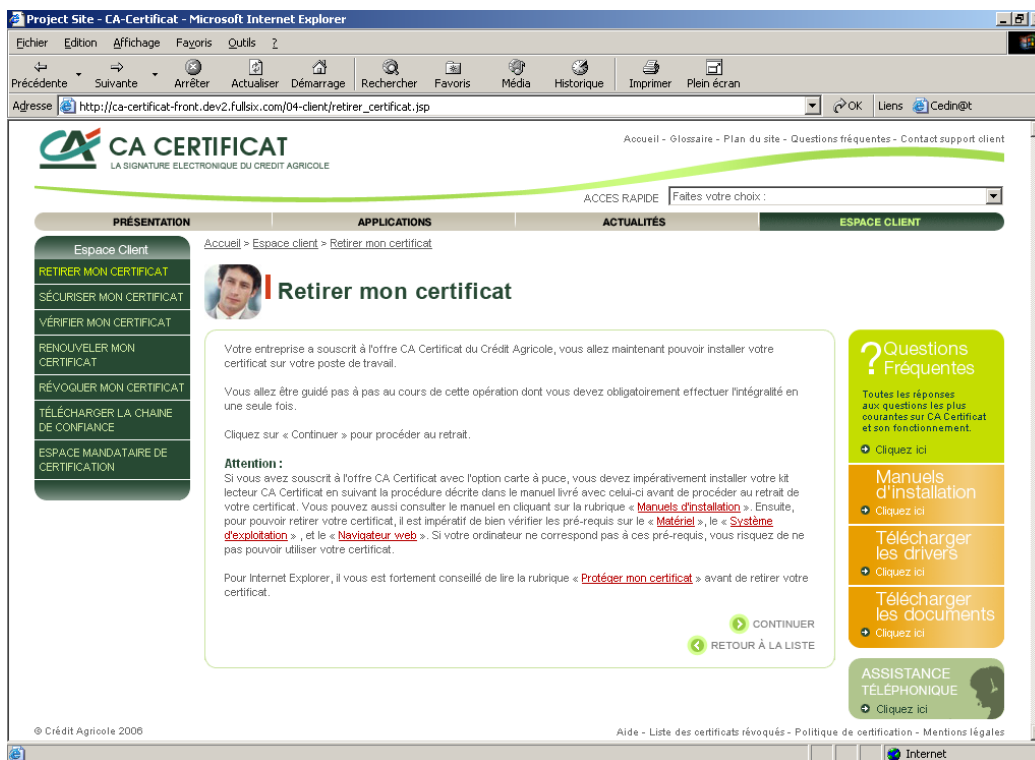 Project Site - CA-Certificat - Microsoft Internet Explorer
Fichier Edition Affichage Favoris Outils ?
Précédente Suivante Arrêter Actualiser Démarrage Rechercher Favoris Média Historique Imprimer Plein écran
Adresse http://ca-certificat-front.dev2.fullsix.com/04-client/retirer_certificat.jsp OK Liens Cedin@t
CA CERTIFICAT
LA SIGNATURE ELECTRONIQUE DU CREDIT AGRICOLE
Accueil - Glossaire - Plan du site - Questions fréquentes - Contact support client
ACCES RAPIDE Faites votre choix :
PRÉSENTATION APPLICATIONS ACTUALITÉS ESPACE CLIENT
Espace Client
RETIRER MON CERTIFICAT
SÉCURISER MON CERTIFICAT
VÉRIFIER MON CERTIFICAT
RENOUVELER MON
CERTIFICAT
RÉVOQUER MON CERTIFICAT
TÉLÉCHARGER LA CHAINE
DE CONFIANCE
ESPACE MANDATAIRE DE
CERTIFICATION
Accueil > Espace client > Retirer mon certificat
Retirer mon certificat
Votre entreprise a souscrit à l'offre CA Certificat du Crédit Agricole, vous allez maintenant pouvoir installer votre
certificat sur votre poste de travail.
Vous allez être guidé pas à pas au cours de cette opération dont vous devez obligatoirement effectuer l'intégralité en
une seule fois.
Cliquez sur « Continuer » pour procéder au retrait.
Attention :
Si vous avez souscrit à l'offre CA Certificat avec l'option carte à puce, vous devez impérativement installer votre kit
lecteur CA Certificat en suivant la procédure décrite dans le manuel livré avec celui-ci avant de procéder au retrait de
votre certificat. Vous pouvez aussi consulter le manuel en cliquant sur la rubrique « Manuels d'installation ». Ensuite,
pour pouvoir retirer votre certificat, il est impératif de bien vérifier les pré-requis sur le « Matériel », le « Système
d'exploitation » , et le « Navigateur web ». Si votre ordinateur ne correspond pas à ces pré-requis, vous risquez de ne
pas pouvoir utiliser votre certificat.
Pour Internet Explorer, il vous est fortement conseillé de lire la rubrique « Protéger mon certificat » avant de retirer votre
certificat.
CONTINUER
RETOUR À LA LISTE
? Questions
Fréquentes
Toutes les réponses
aux questions les plus
courantes sur CA Certificat
et son fonctionnement.
Cliquez ici
Manuels
d'installation
Cliquez ici
Télécharger
les drivers
Cliquez ici
Télécharger
les documents
Cliquez ici
ASSISTANCE
TÉLÉPHONIQUE
Cliquez ici
© Crédit Agricole 2006
Aide - Liste des certificats révoqués - Politique de certification - Mentions légales
Internet